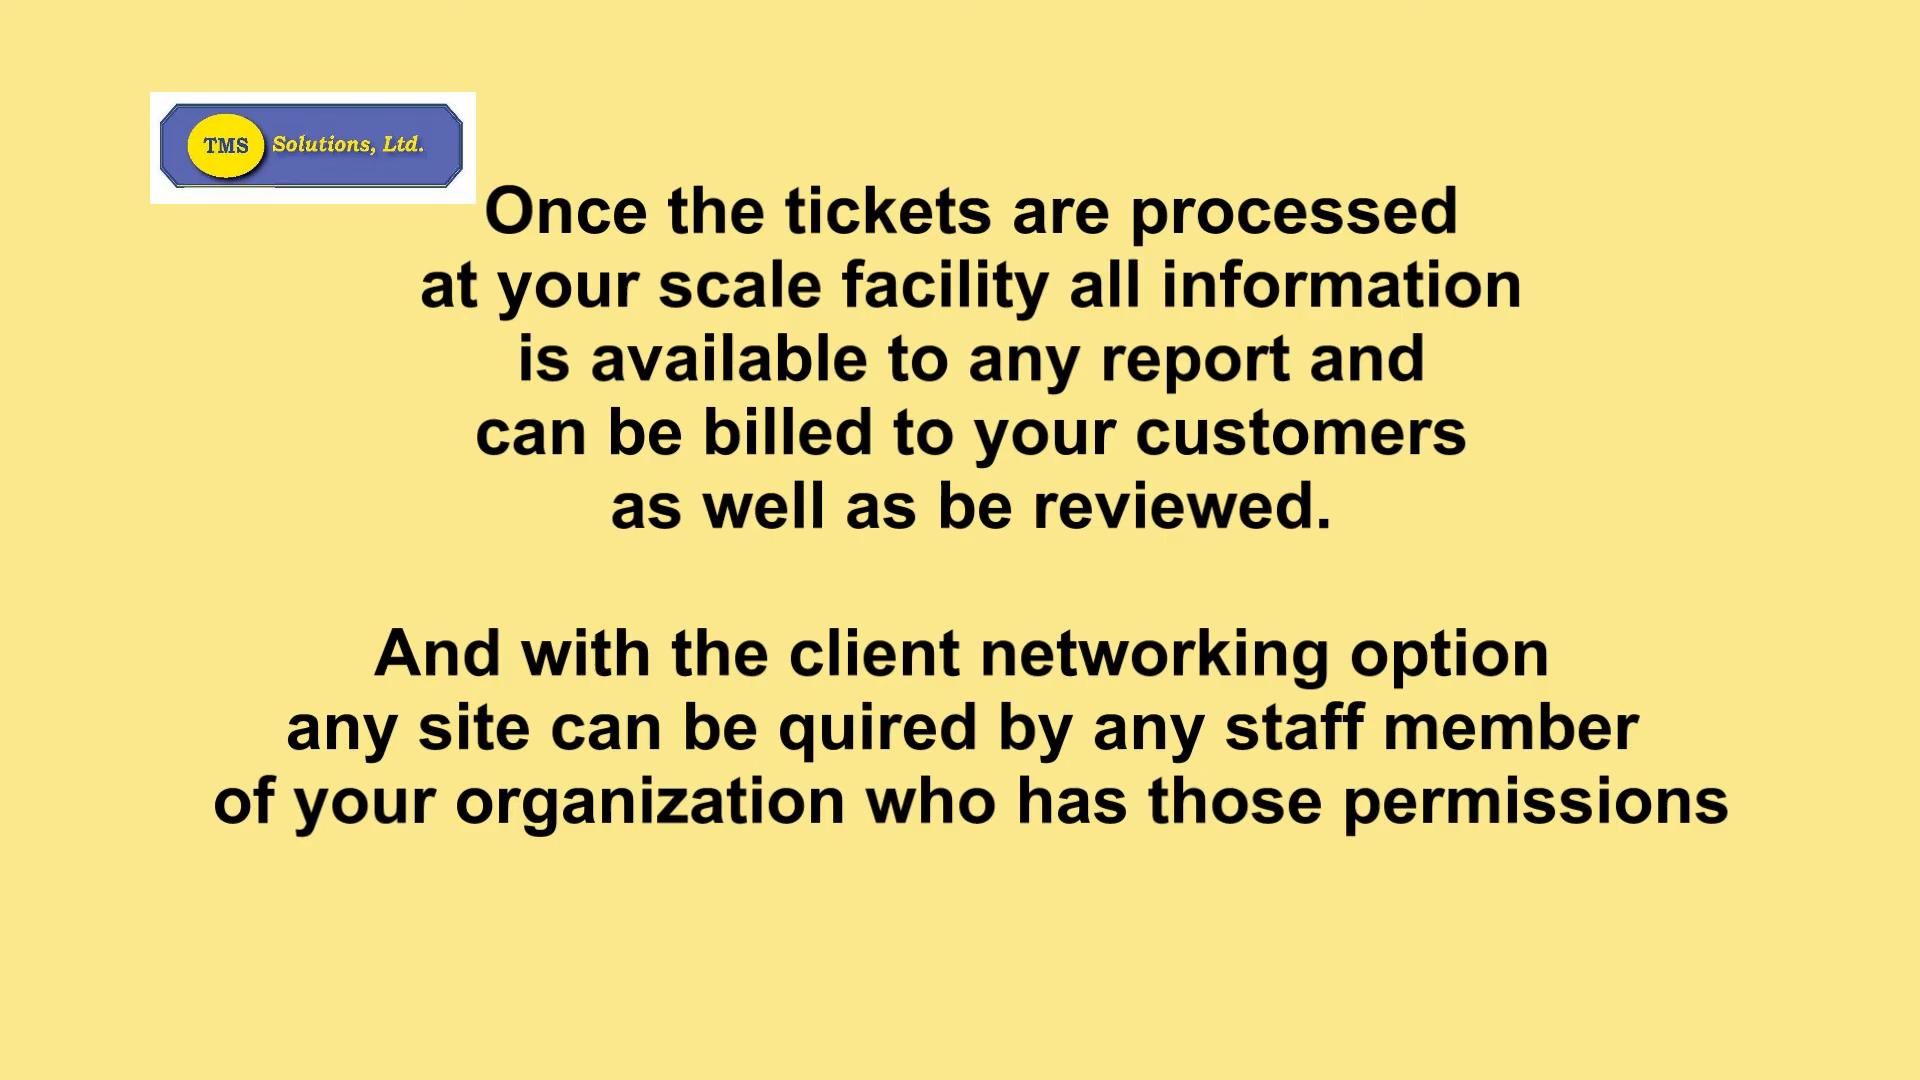 TMS Solutions, Ltd.
Once the tickets are processed
at your scale facility all information
is available to any report and
can be billed to your customers
as well as be reviewed.
And with the client networking option
any site can be quired by any staff member
of your organization who has those permissions